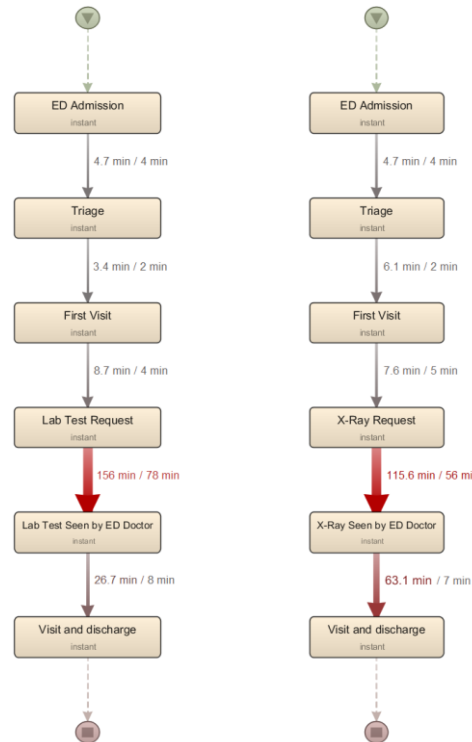 ED Admission
instant
4.7 min / 4 min
Triage
instant
3.4 min / 2 min
First Visit
instant
8.7 min / 4 min
Lab Test Request
instant
156 min / 78 min
Lab Test Seen by ED Doctor
instant
26.7 min / 8 min
Visit and discharge
instant
ED Admission
instant
4.7 min / 4 min
Triage
instant
6.1 min / 2 min
First Visit
instant
7.6 min / 5 min
X-Ray Request
instant
115.6 min / 56 mi
X-Ray Seen by ED Doctor
instant
63.1 min / 7 min
Visit and discharge
instant